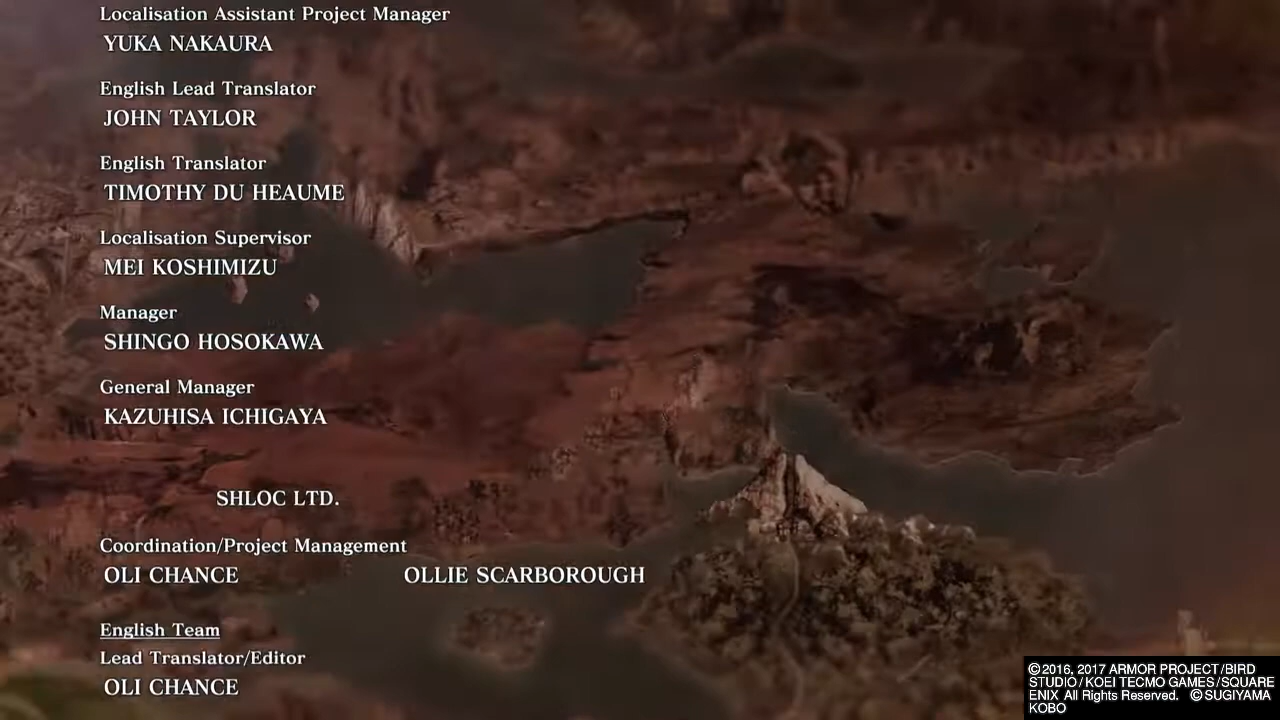 Localisation Assistant Project Manager
YUKA NAKAURA
English Lead Translator
JOHN TAYLOR
English Translator
TIMOTHY DU HEAUME
Localisation Supervisor
MEI KOSHIMIZU
Manager
SHINGO HOSOKAWA
General Manager
KAZUHISA ICHIGAYA
SHLOC LTD.
Coordination/Project Management
OLI CHANCE OLLIE SCARBOROUGH
English Team
Lead Translator/Editor
OLI CHANCE
©2016, 2017 ARMOR PROJECT/BIRD
STUDIO/KOEI TECMO GAMES/SQUARE
ENIX All Rights Reserved. ©SUGIYAMA
KOBO